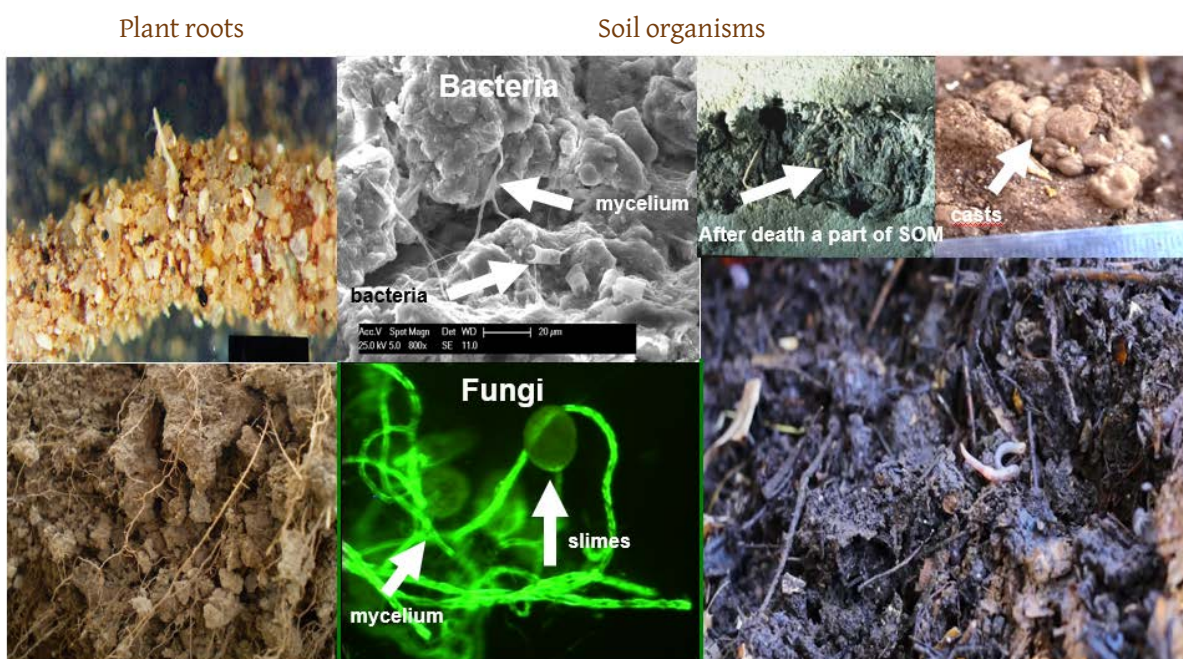 Plant roots
Soil organisms
Bacteria
mycelium
bacteria
Acc.V Spot Magn Det WD 20 µm
25.0 kV 5.0 800x SE 11.0
After death a part of SOM
casts
Fungi
slimes
mycelium